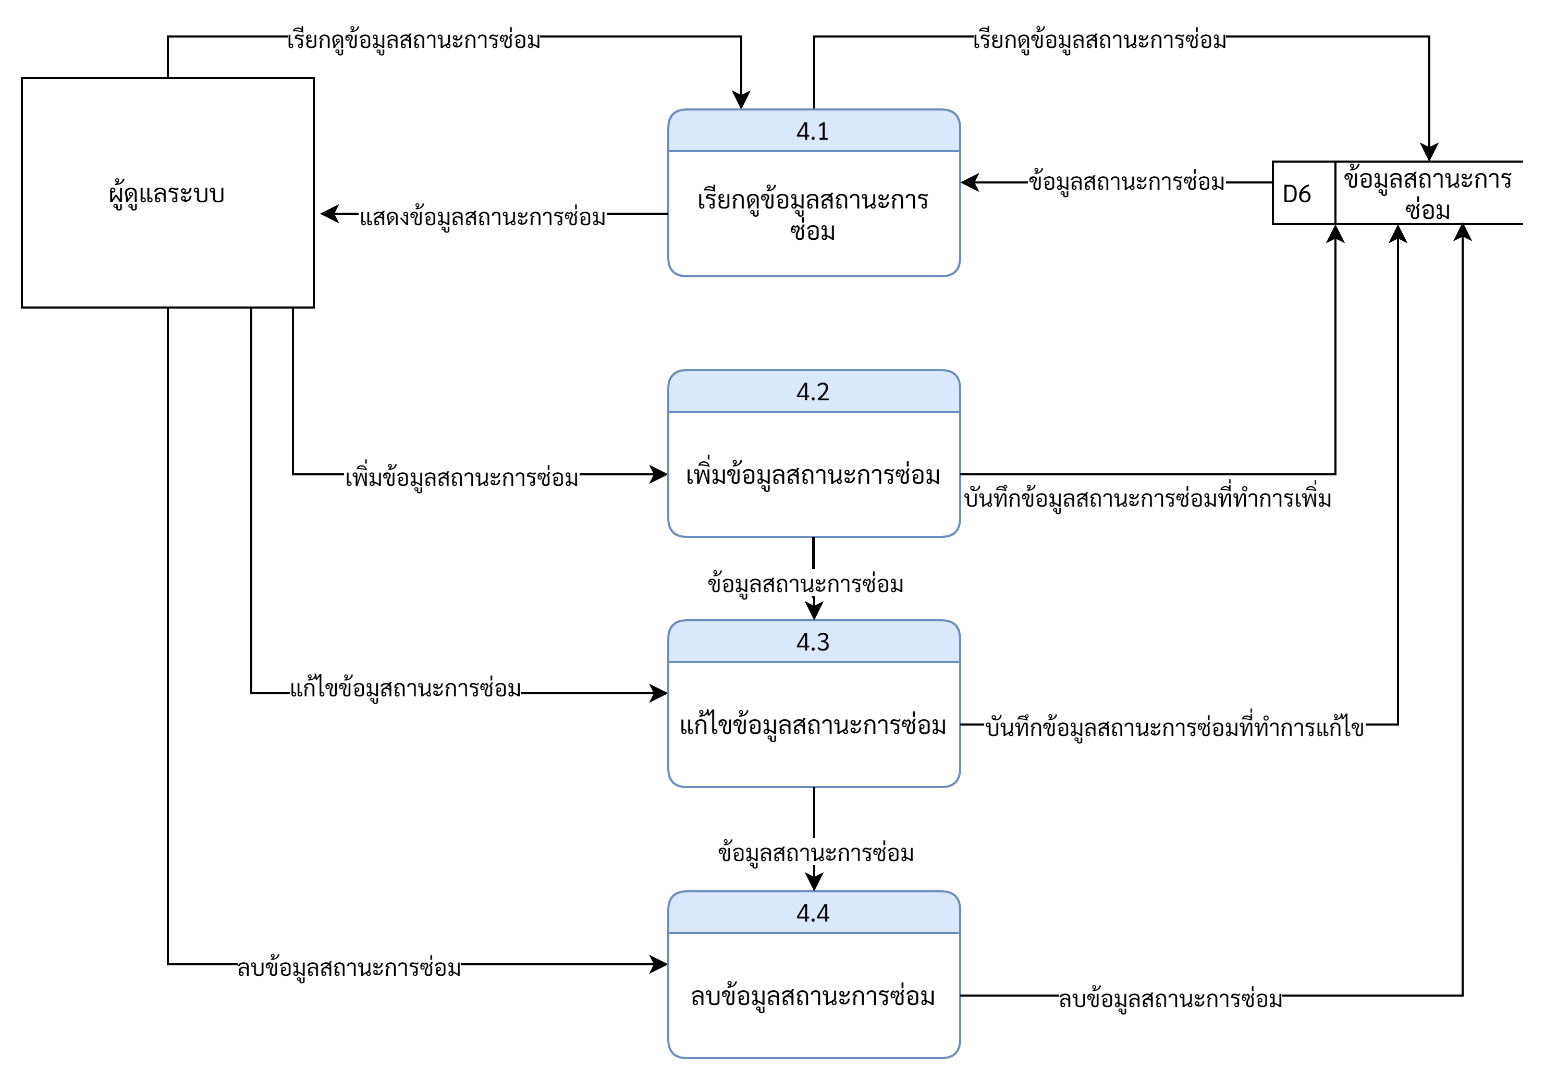 เรียกดูข้อมูลสถานะการซ่อม
เรียกดูข้อมูลสถานะการซ่อม
4.1
ผู้ดูแลระบบ
เรียกดูข้อมูลสถานะการ
ซ่อม
แสดงข้อมูลสถานะการซ่อม
ข้อมูลสถานะการซ่อม
D6
ข้อมูลสถานะการ
ซ่อม
4.2
เพิ่มข้อมูลสถานะการซ่อม
เพิ่มข้อมูลสถานะการซ่อม
บันทึกข้อมูลสถานะการซ่อมที่ทำการเพิ่ม
ข้อมูลสถานะการซ่อม
4.3
แก้ไขข้อมูสถานะการซ่อม
แก้ไขข้อมูลสถานะการซ่อม
บันทึกข้อมูลสถานะการซ่อมที่ทำการแก้ไข
ข้อมูลสถานะการซ่อม
4.4
ลบข้อมูลสถานะการซ่อม
ลบข้อมูลสถานะการซ่อม
ลบข้อมูลสถานะการซ่อม